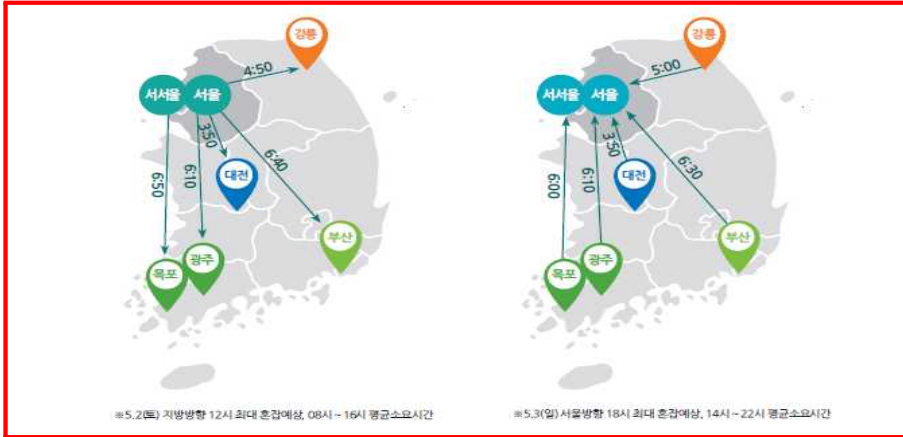 강릉
4:50
서서울 서울
3:50
6:40
6:50
6:10
대전
부산
광주
목포
※5.2(토) 지방방향 12시 최대 혼잡예상, 08시~16시 평균소요시간
강릉
5:00
서서울 서울
3:50
6:30
6:00
6:10
대전
부산
광주
목포
※5.3(일) 서울방향 18시 최대 혼잡예상, 14시~22시 평균소요시간